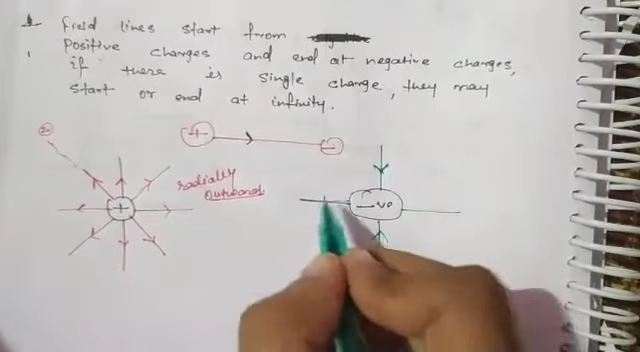 Field lines start from
Positive charges and end at negative charges,
if there is single charge, they may
start or end at infinity.
+
-
radially
outward
+
-ve